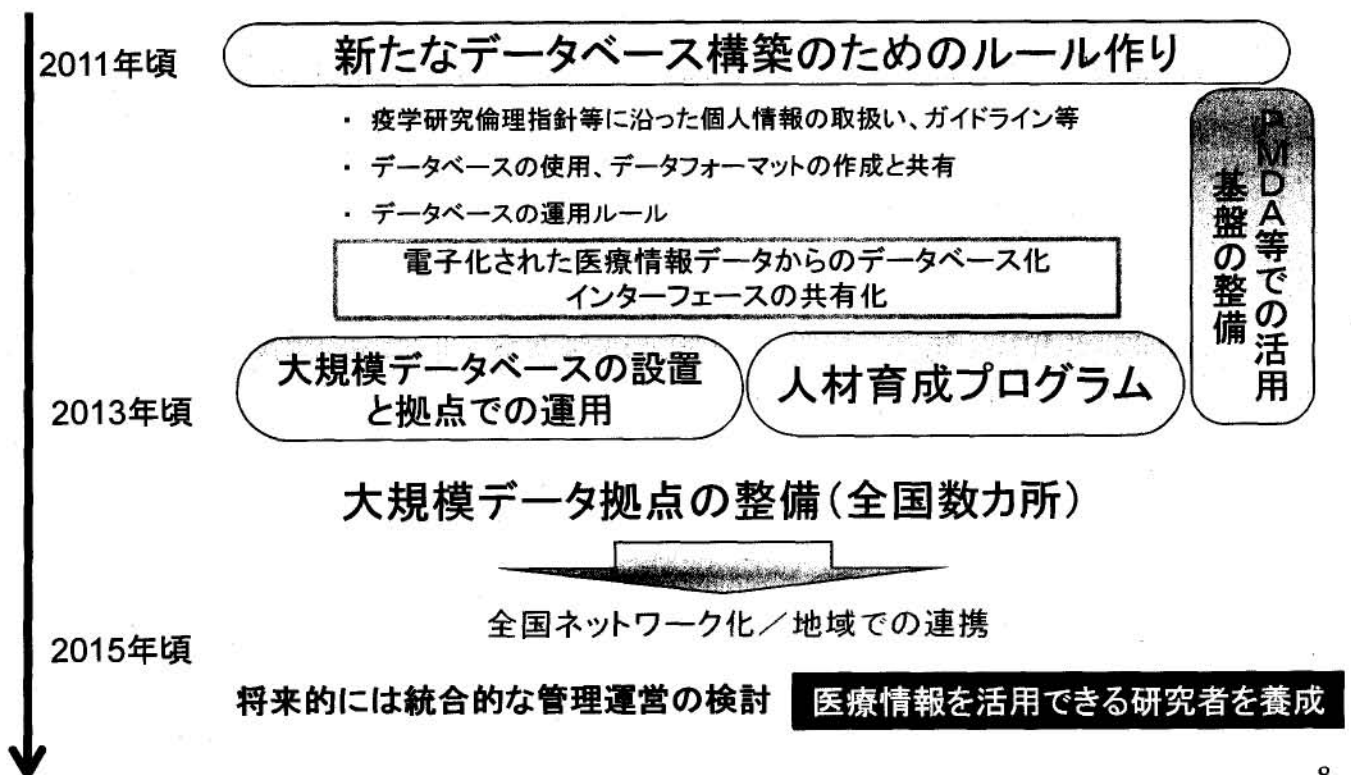 2011年頃
新たなデータベース構築のためのルール作り
・ 疫学研究倫理指針等に沿った個人情報の取扱い、ガイドライン等
・ データベースの使用、データフォーマットの作成と共有
・ データベースの運用ルール
電子化された医療情報データからのデータベース化
インターフェースの共有化
PMDA等での活用
基盤の整備
2013年頃
大規模データベースの設置
と拠点での運用
人材育成プログラム
大規模データ拠点の整備(全国数カ所)
全国ネットワーク化/地域での連携
2015年頃
将来的には統合的な管理運営の検討
医療情報を活用できる研究者を養成